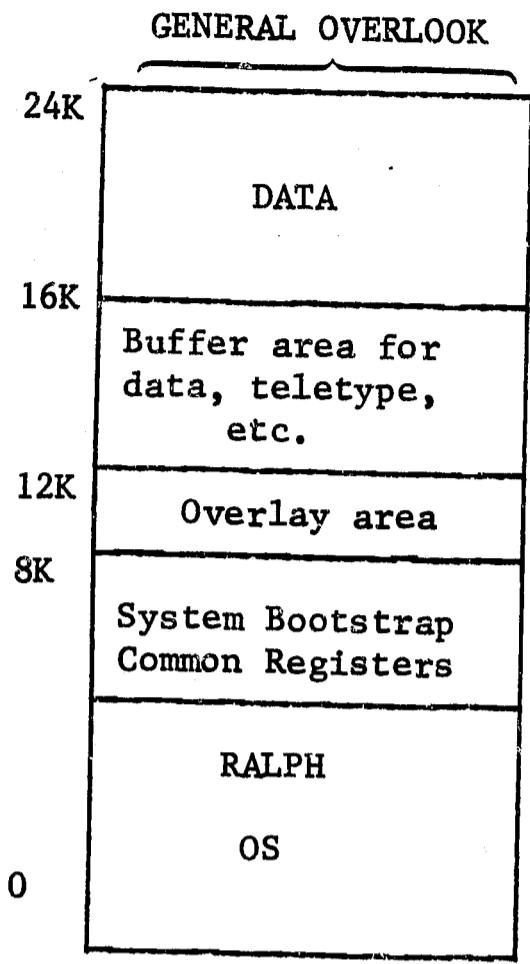 GENERAL OVERLOOK
24K
DATA
16K
Buffer area for
data, teletype,
etc.
12K
Overlay area
8K
System Bootstrap
Common Registers
RALPH
OS
0